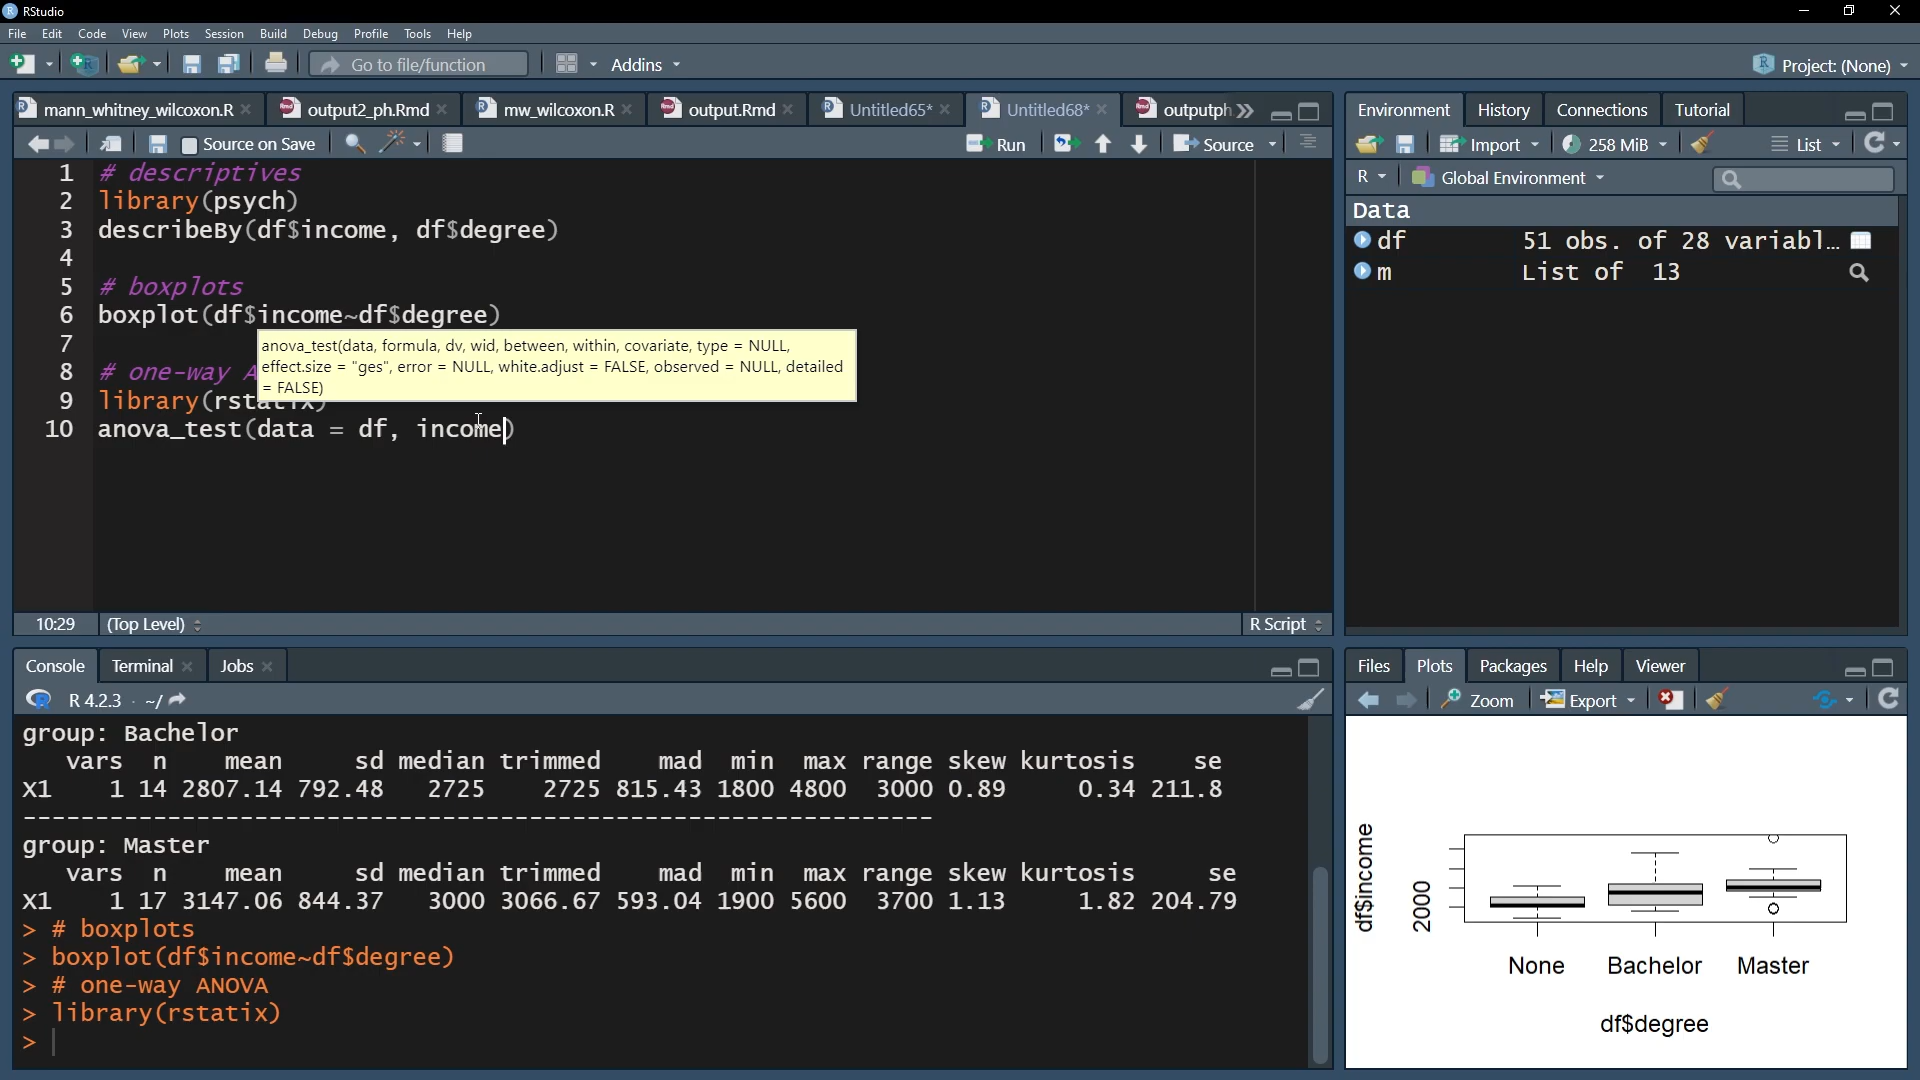 RStudio
File Edit Code View Plots Session Build Debug Profile Tools Help
Go to file/function Addins Project: (None)
mann_whitney_wilcoxon.R output2_ph.Rmd mw_wilcoxon.R output.Rmd Untitled65* Untitled68* outputph
Source on Save Run Source
1 # descriptives
2 library(psych)
3 describeBy(df$income, df$degree)
4
5 # boxplots
6 boxplot(df$income~df$degree)
7
anova_test(data, formula, dv, wid, between, within, covariate, type = NULL,
effect.size = "ges", error = NULL, white.adjust = FALSE, observed = NULL, detailed
= FALSE)
8 # one-way A
9 library(rstatix)
10 anova_test(data = df, income)
10:29 (Top Level) R Script
Environment History Connections Tutorial
Import 258 MiB List
R Global Environment
Data
df 51 obs. of 28 variabl...
m List of 13
Console Terminal Jobs
R 4.2.3 · ~/
group: Bachelor
vars n mean sd median trimmed mad min max range skew kurtosis se
X1 1 14 2807.14 792.48 2725 2725 815.43 1800 4800 3000 0.89 0.34 211.8
-----------------------------------------------------------------
group: Master
vars n mean sd median trimmed mad min max range skew kurtosis se
X1 1 17 3147.06 844.37 3000 3066.67 593.04 1900 5600 3700 1.13 1.82 204.79
> # boxplots
> boxplot(df$income~df$degree)
> # one-way ANOVA
> library(rstatix)
>
Files Plots Packages Help Viewer
Zoom Export
df$income
2000
None Bachelor Master
df$degree